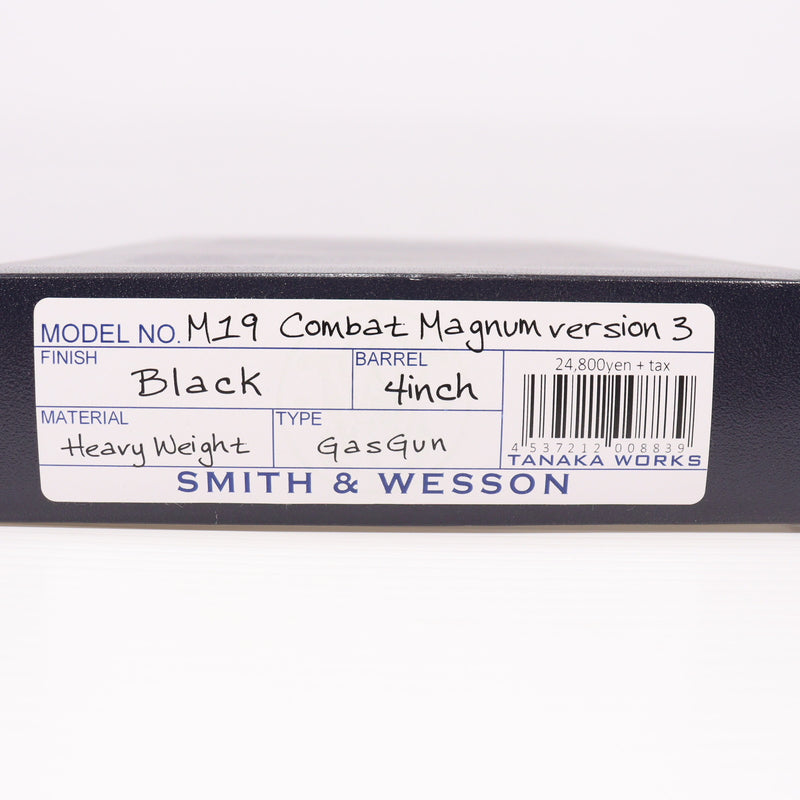 MODEL NO. M19 Combat Magnum version 3
FINISH
Black
BARREL
4inch
24,800yen + tax
4 537212 008839
MATERIAL
Heavy Weight
TYPE
GasGun
TANAKA WORKS
SMITH & WESSON